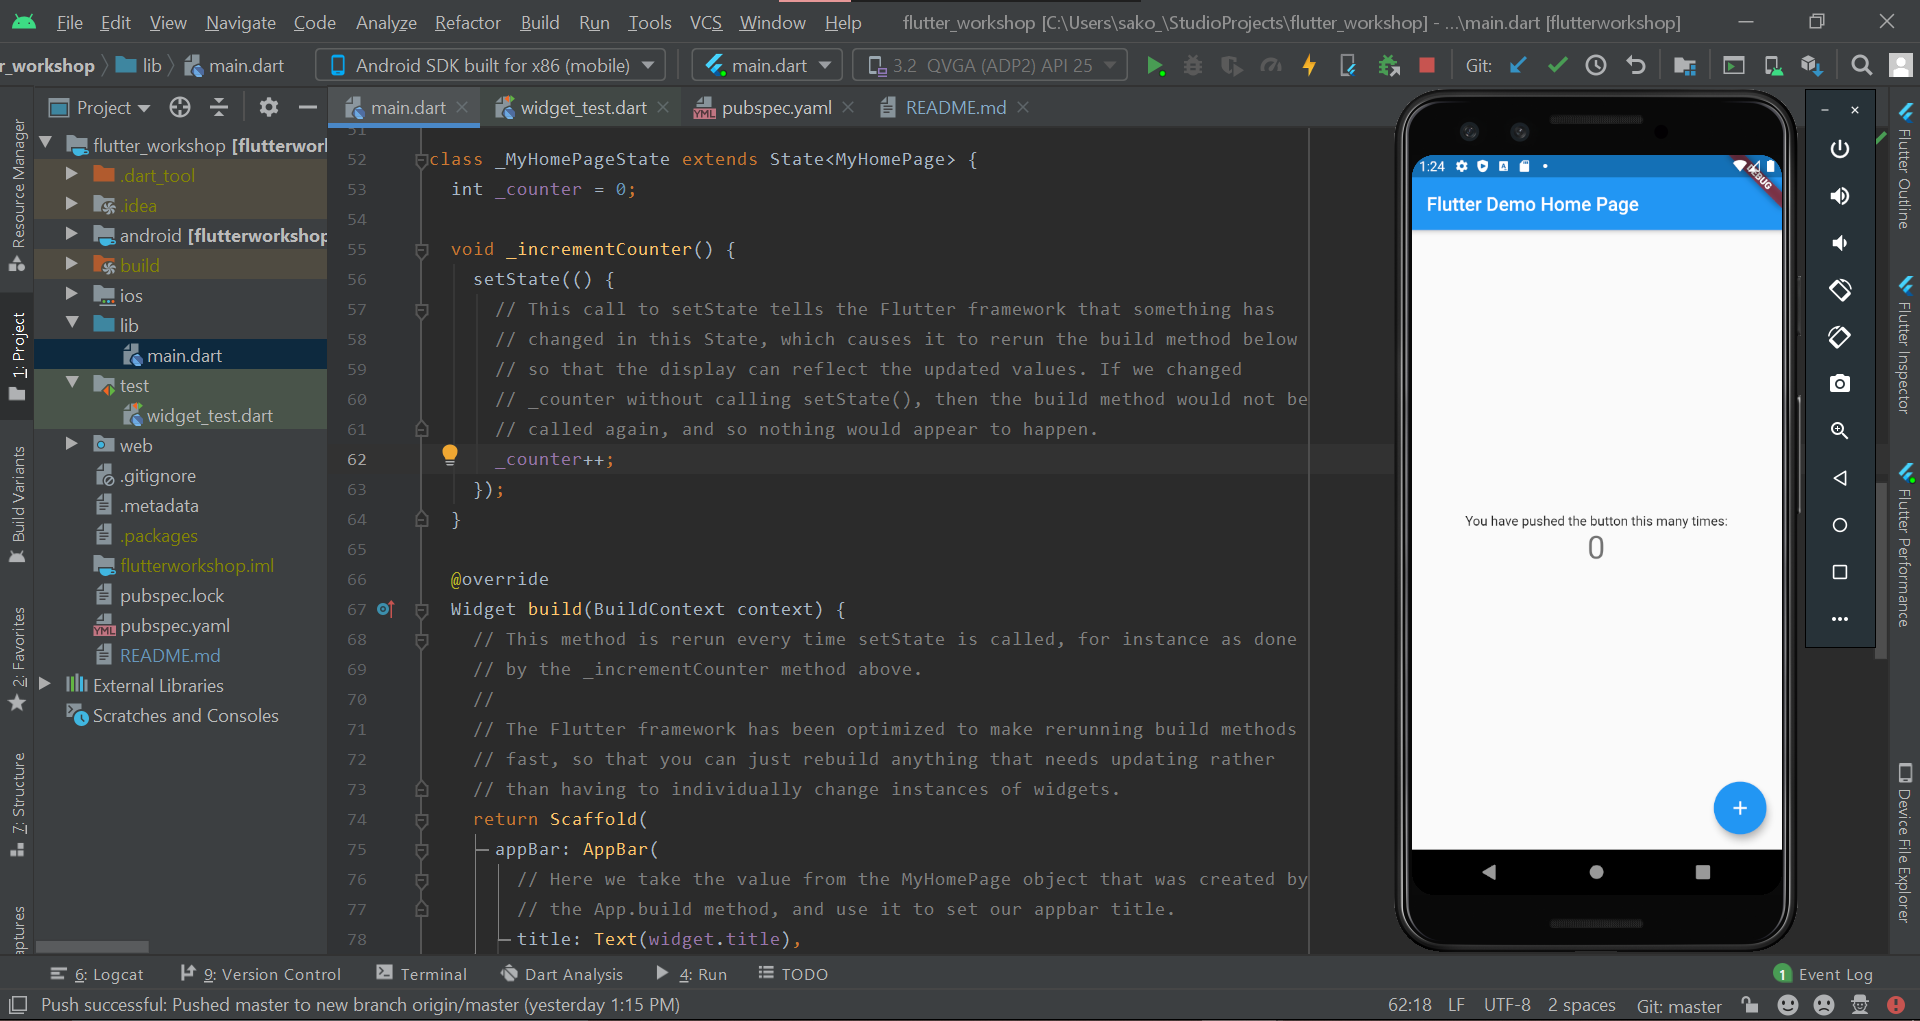 File Edit View Navigate Code Analyze Refactor Build Run Tools VCS Window Help flutter_workshop [C:\Users\sako_\StudioProjects\flutter_workshop] - ...\main.dart [flutterworkshop]
r_workshop lib main.dart Android SDK built for x86 (mobile) main.dart 3.2 QVGA (ADP2) API 25 Git:
Project main.dart widget_test.dart pubspec.yaml README.md
Resource Manager
1: Project
Build Variants
2: Favorites
7: Structure
aptures
flutter_workshop [flutterworl
.dart_tool
.idea
android [flutterworkshop
build
ios
lib
main.dart
test
widget_test.dart
web
.gitignore
.metadata
.packages
flutterworkshop.iml
pubspec.lock
pubspec.yaml
README.md
External Libraries
Scratches and Consoles
51
52 class _MyHomePageState extends State<MyHomePage> {
53 int _counter = 0;
54
55 void _incrementCounter() {
56 setState(() {
57 // This call to setState tells the Flutter framework that something has
58 // changed in this State, which causes it to rerun the build method below
59 // so that the display can reflect the updated values. If we changed
60 // _counter without calling setState(), then the build method would not be
61 // called again, and so nothing would appear to happen.
62 _counter++;
63 });
64 }
65
66 @override
67 Widget build(BuildContext context) {
68 // This method is rerun every time setState is called, for instance as done
69 // by the _incrementCounter method above.
70 //
71 // The Flutter framework has been optimized to make rerunning build methods
72 // fast, so that you can just rebuild anything that needs updating rather
73 // than having to individually change instances of widgets.
74 return Scaffold(
75 appBar: AppBar(
76 // Here we take the value from the MyHomePage object that was created by
77 // the App.build method, and use it to set our appbar title.
78 title: Text(widget.title),
1:24
DEBUG
Flutter Demo Home Page
You have pushed the button this many times:
0
+
Flutter Outline
Flutter Inspector
Flutter Performance
Device File Explorer
6: Logcat 9: Version Control Terminal Dart Analysis 4: Run TODO 1 Event Log
Push successful: Pushed master to new branch origin/master (yesterday 1:15 PM) 62:18 LF UTF-8 2 spaces Git: master